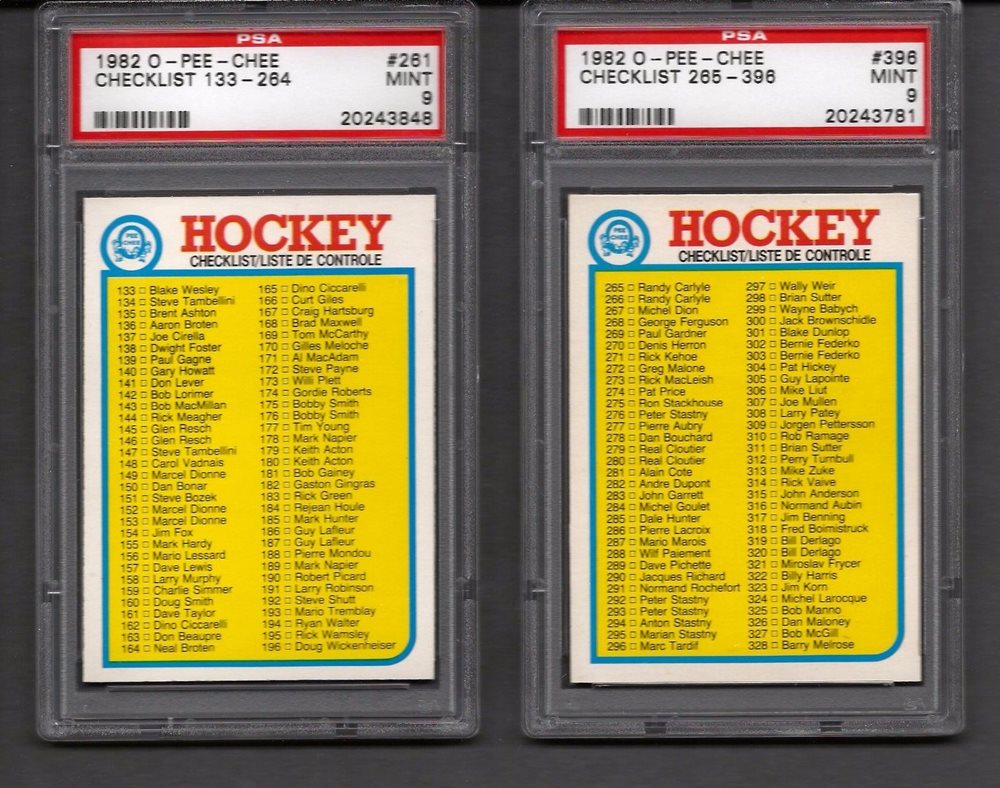 PSA
1982 O-PEE-CHEE #261
CHECKLIST 133-264 MINT
9
20243848
PEE
CHEE
HOCKEY
CHECKLIST/LISTE DE CONTROLE
133 □ Blake Wesley
134 □ Steve Tambellini
135 □ Brent Ashton
136 □ Aaron Broten
137 □ Joe Cirella
138 □ Dwight Foster
139 □ Paul Gagne
140 □ Gary Howatt
141 □ Don Lever
142 □ Bob Lorimer
143 □ Bob MacMillan
144 □ Rick Meagher
145 □ Glen Resch
146 □ Glen Resch
147 □ Steve Tambellini
148 □ Carol Vadnais
149 □ Marcel Dionne
150 □ Dan Bonar
151 □ Steve Bozek
152 □ Marcel Dionne
153 □ Marcel Dionne
154 □ Jim Fox
155 □ Mark Hardy
156 □ Mario Lessard
157 □ Dave Lewis
158 □ Larry Murphy
159 □ Charlie Simmer
160 □ Doug Smith
161 □ Dave Taylor
162 □ Dino Ciccarelli
163 □ Don Beaupre
164 □ Neal Broten
165 □ Dino Ciccarelli
166 □ Curt Giles
167 □ Craig Hartsburg
168 □ Brad Maxwell
169 □ Tom McCarthy
170 □ Gilles Meloche
171 □ Al MacAdam
172 □ Steve Payne
173 □ Willi Plett
174 □ Gordie Roberts
175 □ Bobby Smith
176 □ Bobby Smith
177 □ Tim Young
178 □ Mark Napier
179 □ Keith Acton
180 □ Keith Acton
181 □ Bob Gainey
182 □ Gaston Gingras
183 □ Rick Green
184 □ Rejean Houle
185 □ Mark Hunter
186 □ Guy Lafleur
187 □ Guy Lafleur
188 □ Pierre Mondou
189 □ Mark Napier
190 □ Robert Picard
191 □ Larry Robinson
192 □ Steve Shutt
193 □ Mario Tremblay
194 □ Ryan Walter
195 □ Rick Wamsley
196 □ Doug Wickenheiser
PSA
1982 O-PEE-CHEE #396
CHECKLIST 265-396 MINT
9
20243781
PEE
CHEE
HOCKEY
CHECKLIST/LISTE DE CONTROLE
265 □ Randy Carlyle
266 □ Randy Carlyle
267 □ Michel Dion
268 □ George Ferguson
269 □ Paul Gardner
270 □ Denis Herron
271 □ Rick Kehoe
272 □ Greg Malone
273 □ Rick MacLeish
274 □ Pat Price
275 □ Ron Stackhouse
276 □ Peter Stastny
277 □ Pierre Aubry
278 □ Dan Bouchard
279 □ Real Cloutier
280 □ Real Cloutier
281 □ Alain Cote
282 □ Andre Dupont
283 □ John Garrett
284 □ Michel Goulet
285 □ Dale Hunter
286 □ Pierre Lacroix
287 □ Mario Marois
288 □ Wilf Paiement
289 □ Dave Pichette
290 □ Jacques Richard
291 □ Normand Rochefort
292 □ Peter Stastny
293 □ Peter Stastny
294 □ Anton Stastny
295 □ Marian Stastny
296 □ Marc Tardif
297 □ Wally Weir
298 □ Brian Sutter
299 □ Wayne Babych
300 □ Jack Brownschidle
301 □ Blake Dunlop
302 □ Bernie Federko
303 □ Bernie Federko
304 □ Pat Hickey
305 □ Guy Lapointe
306 □ Mike Liut
307 □ Joe Mullen
308 □ Larry Patey
309 □ Jorgen Pettersson
310 □ Rob Ramage
311 □ Brian Sutter
312 □ Perry Turnbull
313 □ Mike Zuke
314 □ Rick Vaive
315 □ John Anderson
316 □ Normand Aubin
317 □ Jim Benning
318 □ Fred Boimistruck
319 □ Bill Derlago
320 □ Bill Derlago
321 □ Miroslav Frycer
322 □ Billy Harris
323 □ Jim Korn
324 □ Michel Larocque
325 □ Bob Manno
326 □ Dan Maloney
327 □ Bob McGill
328 □ Barry Melrose